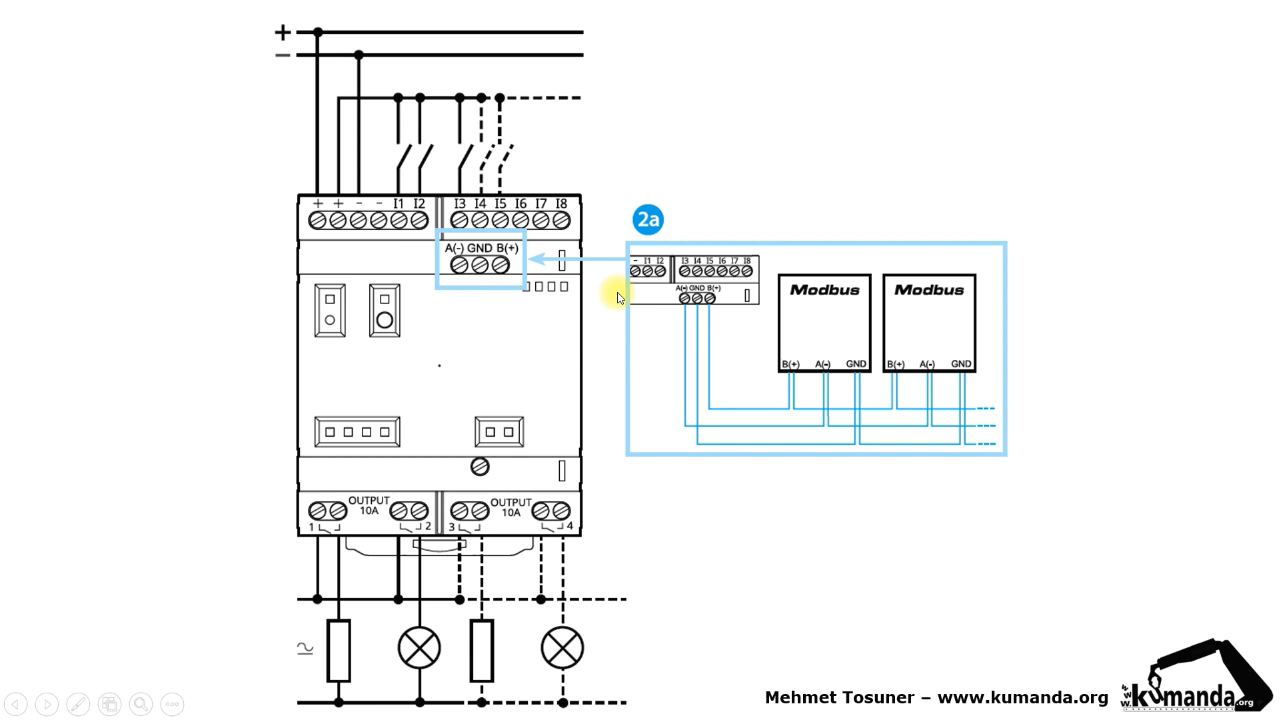 +
−
+ + - - I1 I2 I3 I4 I5 I6 I7 I8
A(-) GND B(+)
2a
- I1 I2 I3 I4 I5 I6 I7 I8
A(-) GND B(+)
Modbus
B(+) A(-) GND
Modbus
B(+) A(-) GND
OUTPUT
10A
1 2
OUTPUT
10A
3 4
~
Mehmet Tosuner – www.kumanda.org
www.kumanda.org